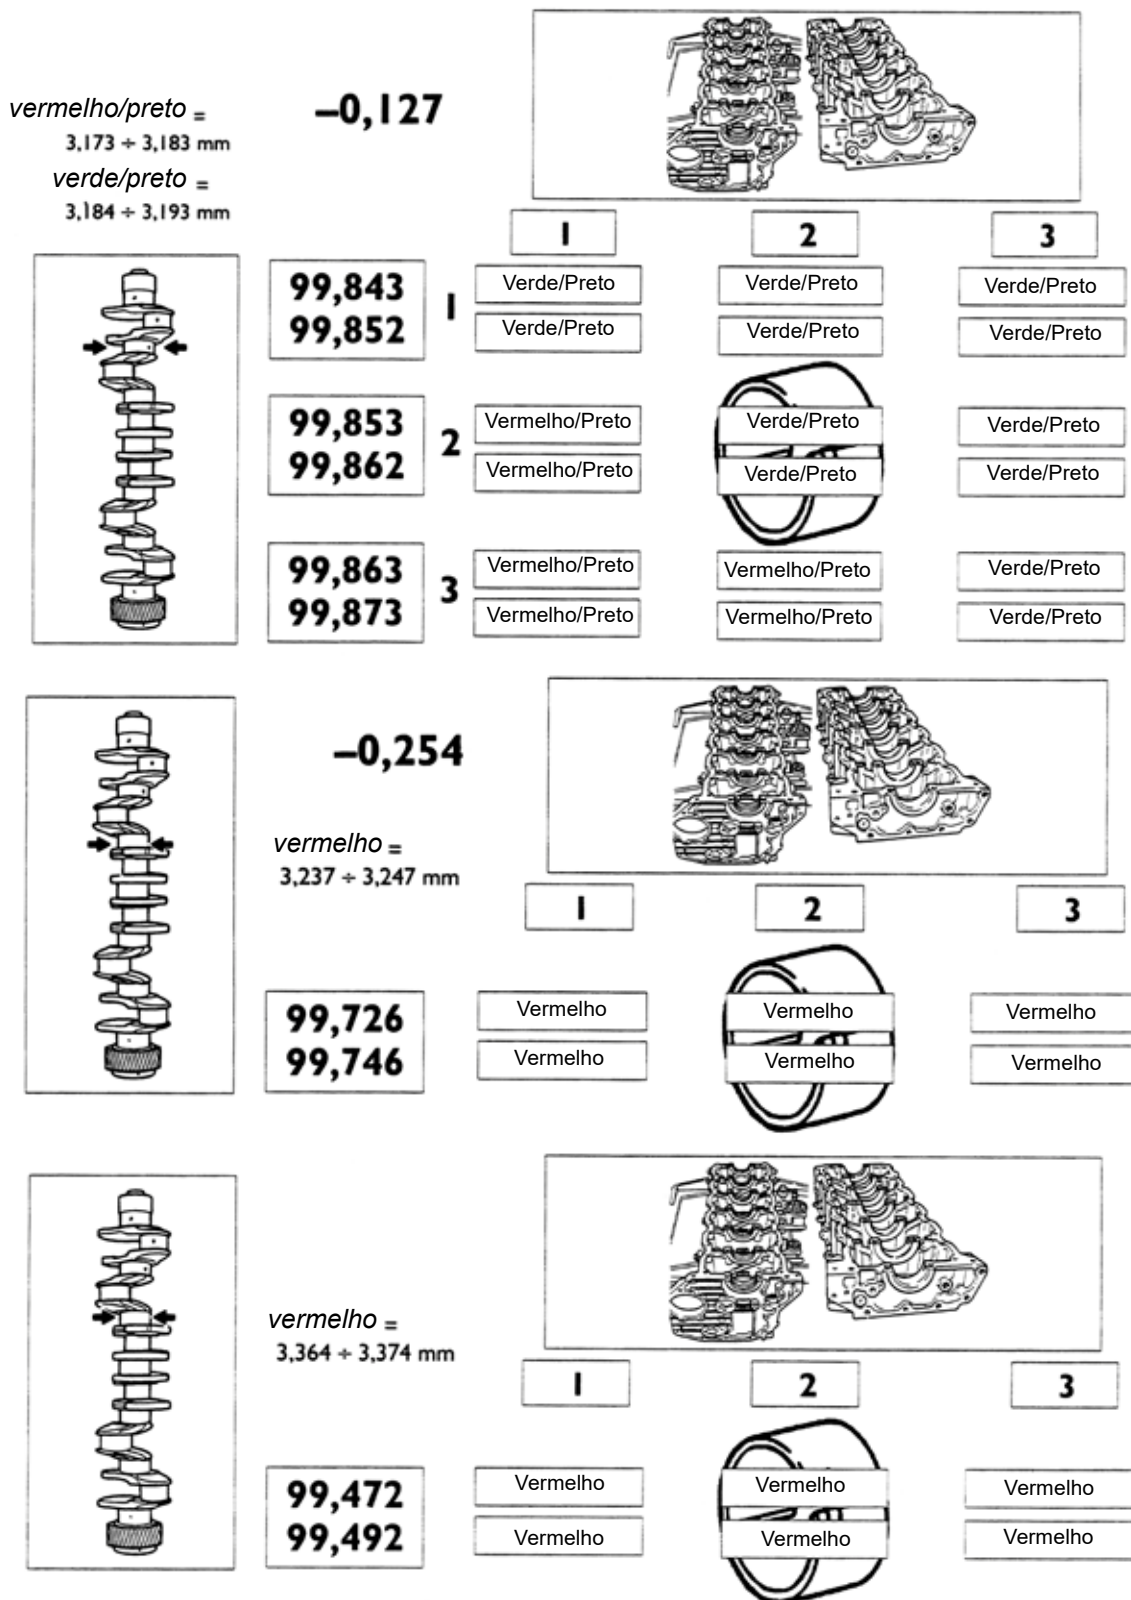 vermelho/preto =
3,173 ÷ 3,183 mm
verde/preto =
3,184 ÷ 3,193 mm
–0,127
1 2 3
99,843 1 Verde/Preto Verde/Preto Verde/Preto
99,852 Verde/Preto Verde/Preto Verde/Preto
99,853 2 Vermelho/Preto Verde/Preto Verde/Preto
99,862 Vermelho/Preto Verde/Preto Verde/Preto
99,863 3 Vermelho/Preto Vermelho/Preto Verde/Preto
99,873 Vermelho/Preto Vermelho/Preto Verde/Preto
–0,254
vermelho =
3,237 ÷ 3,247 mm
1 2 3
99,726 Vermelho Vermelho Vermelho
99,746 Vermelho Vermelho Vermelho
vermelho =
3,364 ÷ 3,374 mm
1 2 3
99,472 Vermelho Vermelho Vermelho
99,492 Vermelho Vermelho Vermelho